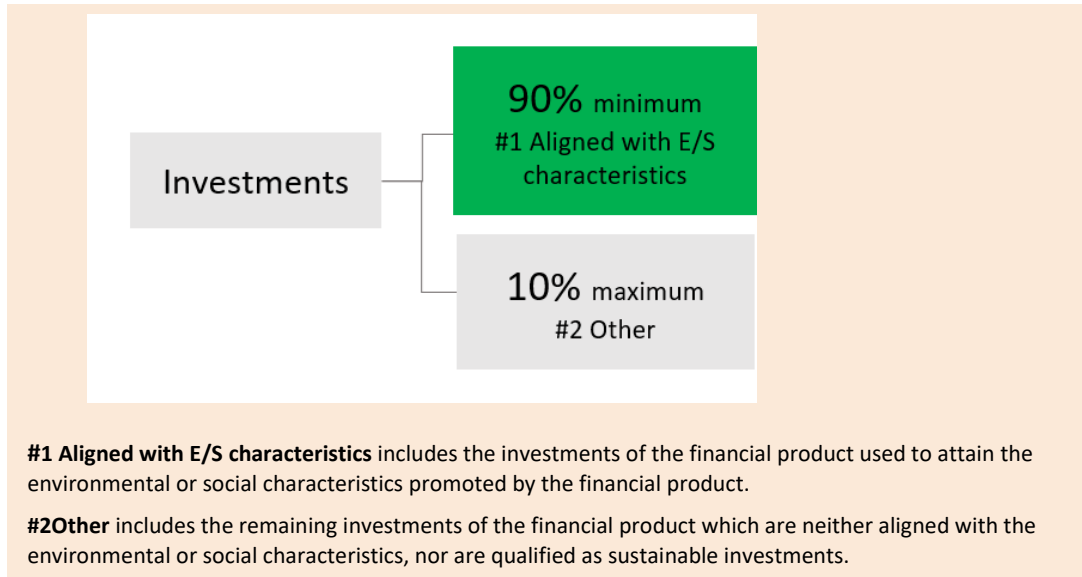 90% minimum
#1 Aligned with E/S
characteristics
Investments
10% maximum
#2 Other
#1 Aligned with E/S characteristics includes the investments of the financial product used to attain the
environmental or social characteristics promoted by the financial product.
#2Other includes the remaining investments of the financial product which are neither aligned with the
environmental or social characteristics, nor are qualified as sustainable investments.